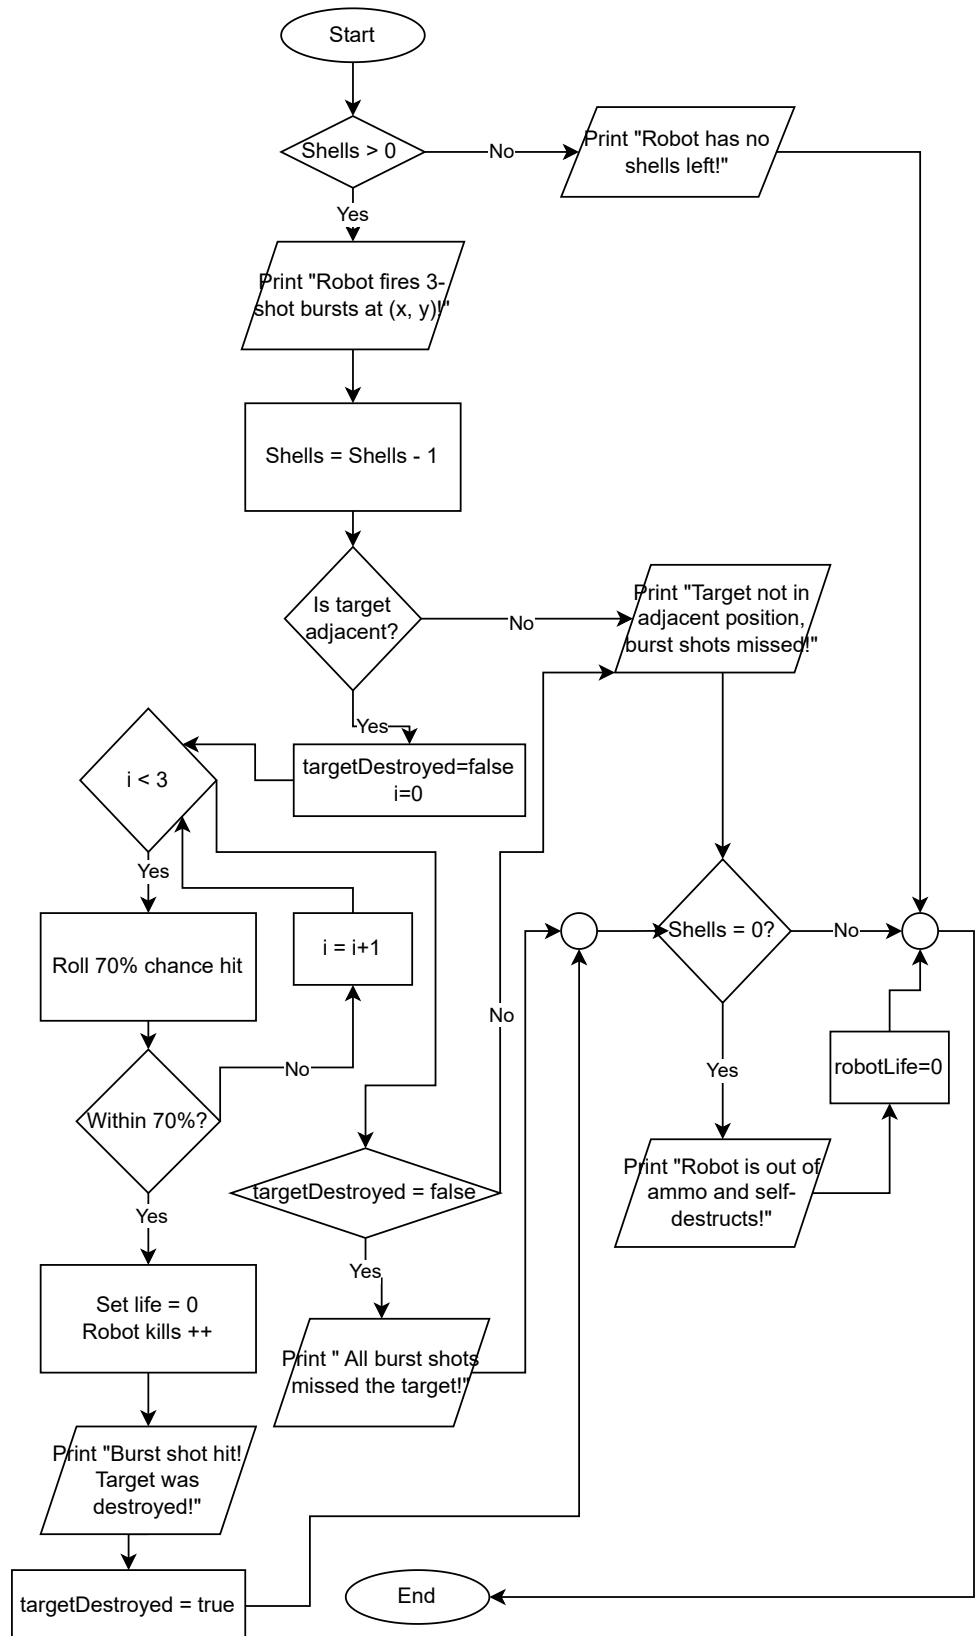 Start
Shells > 0
No
Print "Robot has no
shells left!"
Yes
Print "Robot fires 3-
shot bursts at (x, y)!"
Shells = Shells - 1
Is target
adjacent?
No
Print "Target not in
adjacent position,
burst shots missed!"
Yes
targetDestroyed=false
i=0
i < 3
Yes
Roll 70% chance hit
i = i+1
No
Shells = 0?
No
Within 70%?
No
Yes
robotLife=0
targetDestroyed = false
Print "Robot is out of
ammo and self-
destructs!"
Yes
Yes
Set life = 0
Robot kills ++
Print " All burst shots
missed the target!"
Print "Burst shot hit!
Target was
destroyed!"
targetDestroyed = true
End